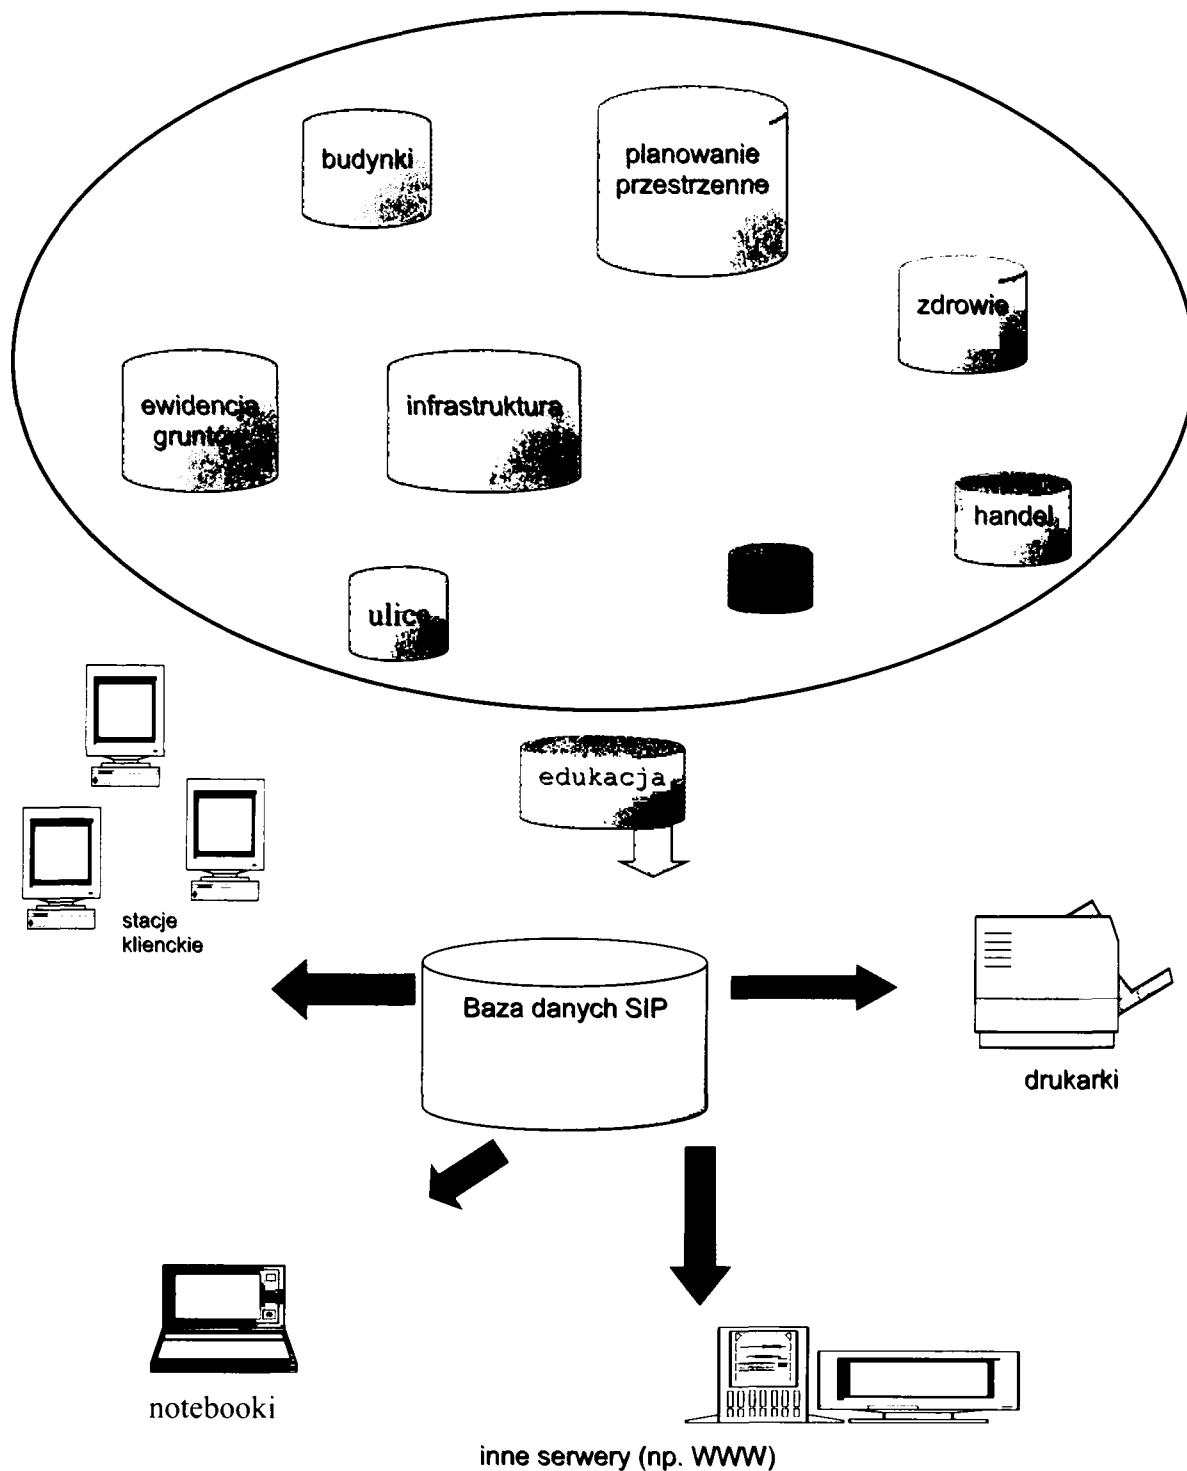 budynki
planowanie
przestrzenne
zdrowie
ewidencja
gruntów
infrastruktura
handel
ulice
edukacja
stacje
klienckie
Baza danych SIP
drukarki
notebooki
inne serwery (np. WWW)